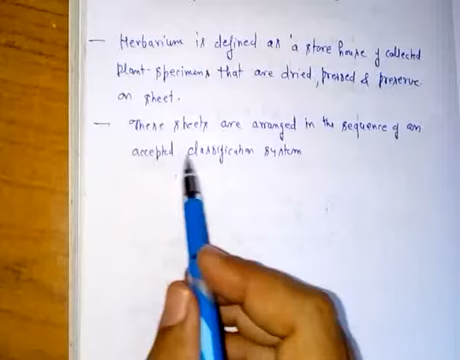 — Herbarium is defined as 'a store house of collected
plant-specimens that are dried, pressed & preserve
on sheet.
— These sheets are arranged in the sequence of an
accepted classification system